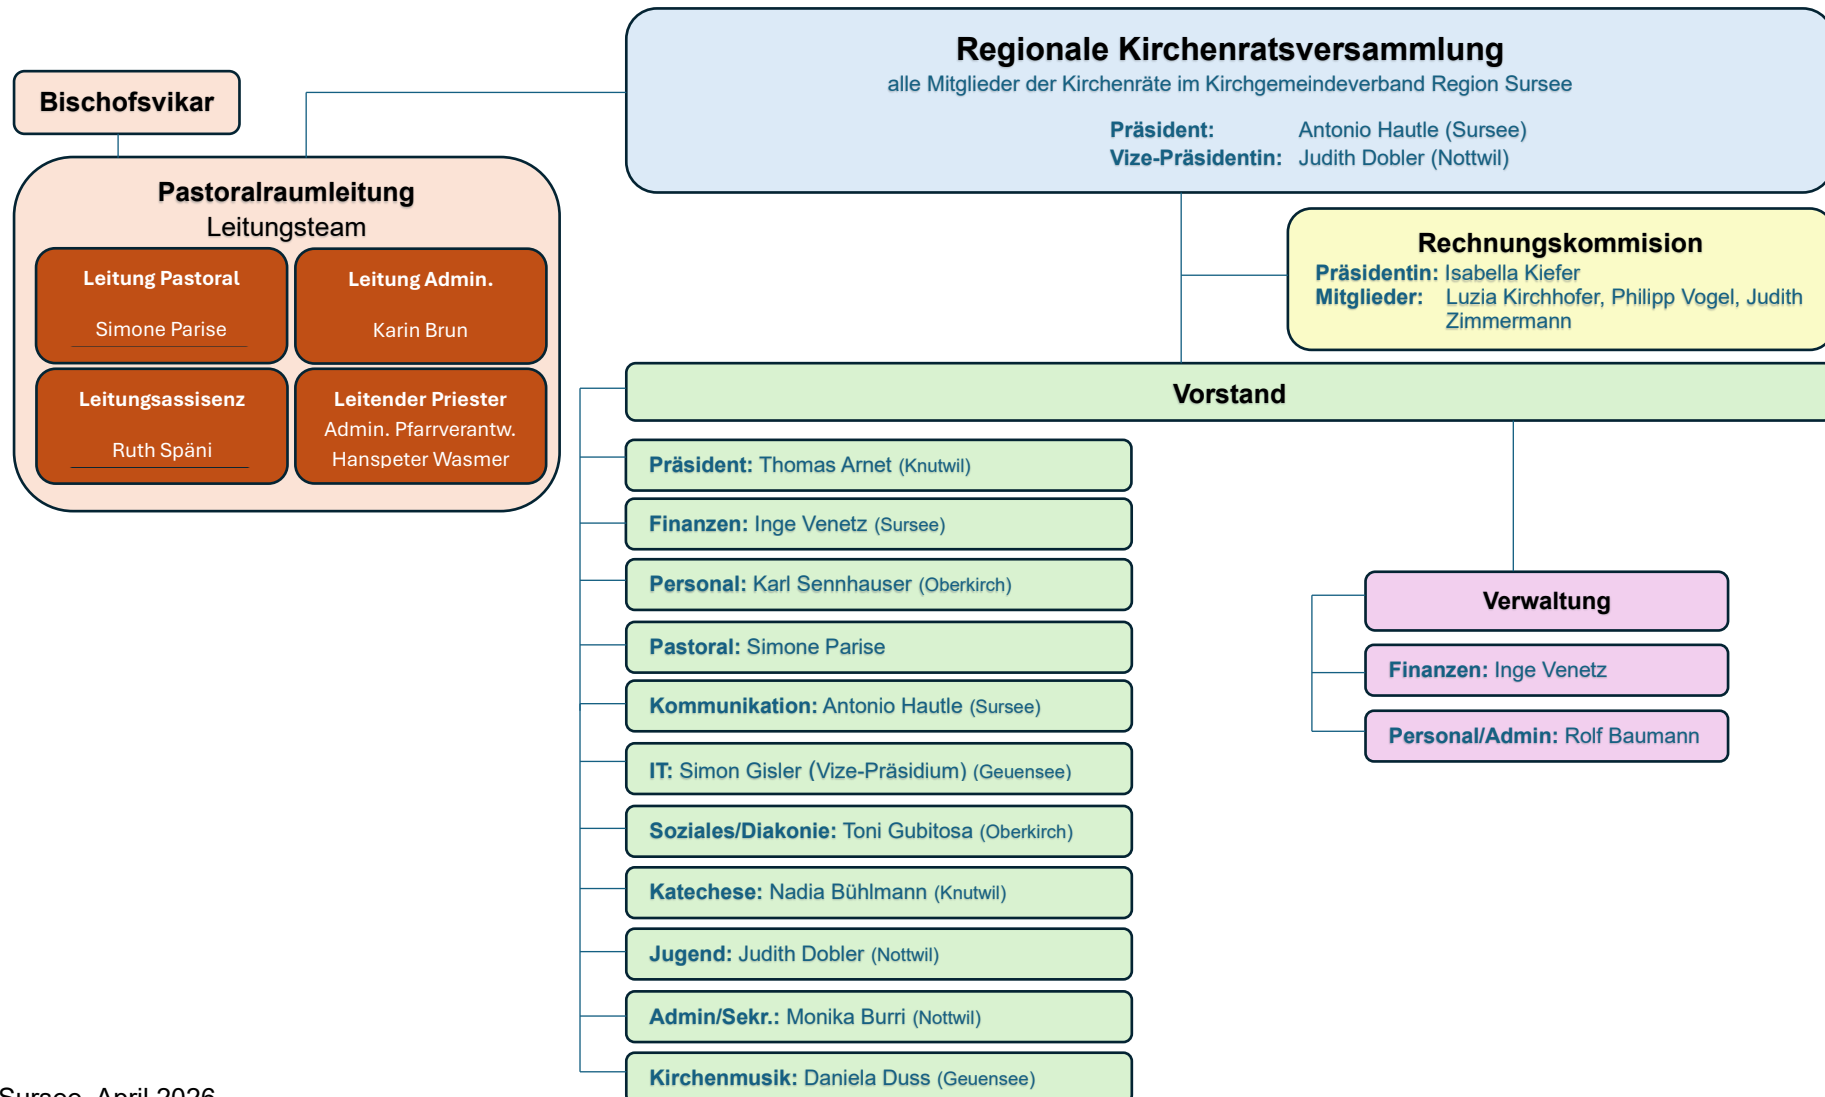 Regionale Kirchenratsversammlung
alle Mitglieder der Kirchenräte im Kirchgemeindeverband Region Sursee
Präsident: Antonio Hautle (Sursee)
Vize-Präsidentin: Judith Dobler (Nottwil)
Bischofsvikar
Pastoralraumleitung
Leitungsteam
Leitung Pastoral
Simone Parise
Leitung Admin.
Karin Brun
Leitungsassisenz
Ruth Späni
Leitender Priester
Admin. Pfarrverantw.
Hanspeter Wasmer
Rechnungskommision
Präsidentin: Isabella Kiefer
Mitglieder: Luzia Kirchhofer, Philipp Vogel, Judith
Zimmermann
Vorstand
Präsident: Thomas Arnet (Knutwil)
Finanzen: Inge Venetz (Sursee)
Personal: Karl Sennhauser (Oberkirch)
Pastoral: Simone Parise
Kommunikation: Antonio Hautle (Sursee)
IT: Simon Gisler (Vize-Präsidium) (Geuensee)
Soziales/Diakonie: Toni Gubitosa (Oberkirch)
Katechese: Nadia Bühlmann (Knutwil)
Jugend: Judith Dobler (Nottwil)
Admin/Sekr.: Monika Burri (Nottwil)
Kirchenmusik: Daniela Duss (Geuensee)
Verwaltung
Finanzen: Inge Venetz
Personal/Admin: Rolf Baumann
Sursee, April 2026